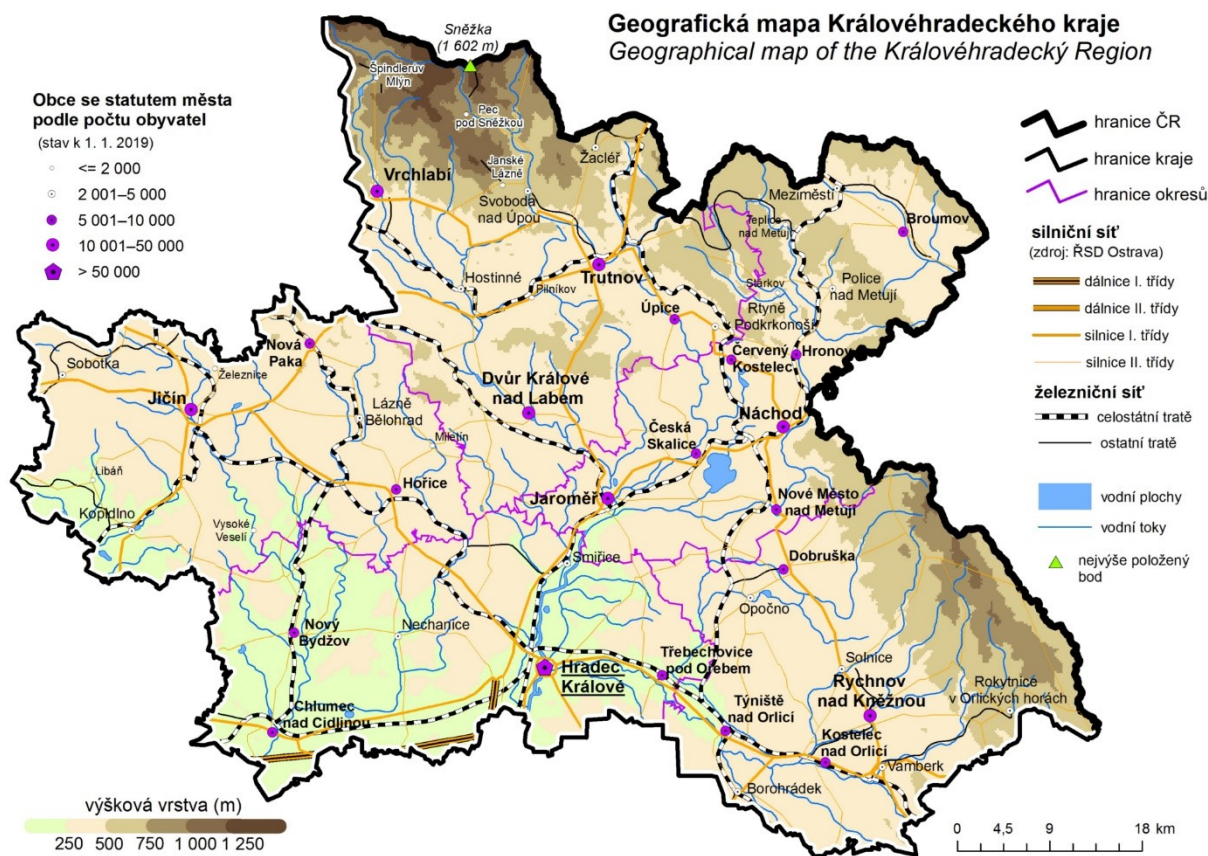 Geografická mapa Královéhradeckého kraje
Geographical map of the Královéhradecký Region
Sněžka
(1 602 m)
Obce se statutem města
podle počtu obyvatel
(stav k 1. 1. 2019)
<= 2 000
2 001–5 000
5 001–10 000
10 001–50 000
> 50 000
hranice ČR
hranice kraje
hranice okresů
silniční síť
(zdroj: ŘSD Ostrava)
dálnice I. třídy
dálnice II. třídy
silnice I. třídy
silnice II. třídy
železniční síť
celostátní tratě
ostatní tratě
vodní plochy
vodní toky
nejvýše položený
bod
Špindlerův
Mlýn
Pec
pod Sněžkou
Žacléř
Janské
Lázně
Vrchlabí
Svoboda
nad Úpou
Meziměstí
Broumov
Teplice
nad Metují
Hostinné
Trutnov
Pilníkov
Stárkov
Police
nad Metují
Úpice
Rtyně
v Podkrkonoší
Nová
Paka
Červený
Kostelec
Hronov
Sobotka
Železnice
Jičín
Lázně
Bělohrad
Dvůr Králové
nad Labem
Náchod
Miletín
Česká
Skalice
Libáň
Hořice
Jaroměř
Kopidlno
Vysoké
Veselí
Nové Město
nad Metují
Smiřice
Dobruška
Opočno
Nový
Bydžov
Nechanice
Hradec
Králové
Třebechovice
pod Orebem
Solnice
Rychnov
nad Kněžnou
Rokytnice
v Orlických horách
Týniště
nad Orlicí
Chlumec
nad Cidlinou
Kostelec
nad Orlicí
Vamberk
Borohrádek
výšková vrstva (m)
250 500 750 1 000 1 250
0 4,5 9 18 km